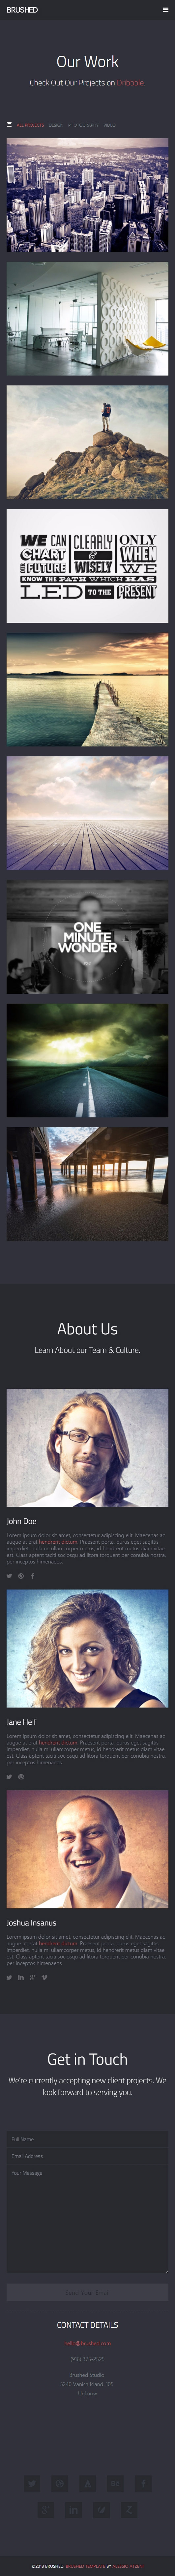 BRUSHED
Our Work
Check Out Our Projects on Dribbble.
ALL PROJECTS DESIGN PHOTOGRAPHY VIDEO
WE CAN CLEARLY ONLY
CHART WHEN
OUR FUTURE & WISELY WE
KNOW THE PATH WHICH HAS
LED TO THE PRESENT
ONE
MINUTE
WONDER
About Us
Learn About our Team & Culture.
John Doe
Lorem ipsum dolor sit amet, consectetur adipiscing elit. Maecenas ac
augue at erat hendrerit dictum. Praesent porta, purus eget sagittis
imperdiet, nulla mi ullamcorper metus, id hendrerit metus diam vitae
est. Class aptent taciti sociosqu ad litora torquent per conubia nostra,
per inceptos himenaeos.
Jane Helf
Lorem ipsum dolor sit amet, consectetur adipiscing elit. Maecenas ac
augue at erat hendrerit dictum. Praesent porta, purus eget sagittis
imperdiet, nulla mi ullamcorper metus, id hendrerit metus diam vitae
est. Class aptent taciti sociosqu ad litora torquent per conubia nostra,
per inceptos himenaeos.
Joshua Insanus
Lorem ipsum dolor sit amet, consectetur adipiscing elit. Maecenas ac
augue at erat hendrerit dictum. Praesent porta, purus eget sagittis
imperdiet, nulla mi ullamcorper metus, id hendrerit metus diam vitae
est. Class aptent taciti sociosqu ad litora torquent per conubia nostra,
per inceptos himenaeos.
Get in Touch
We're currently accepting new client projects. We
look forward to serving you.
Full Name
Email Address
Your Message
Send Your Email
CONTACT DETAILS
hello@brushed.com
(916) 375-2525
Brushed Studio
5240 Vanish Island. 105
Unknow
©2013 BRUSHED. BRUSHED TEMPLATE BY ALESSIO ATZENI